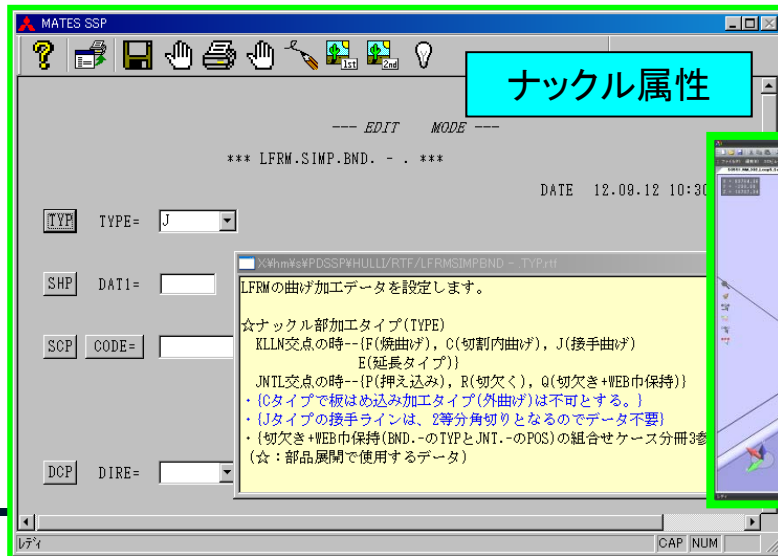 MATES SSP
1st
2nd
ナックル属性
--- EDIT MODE ---
*** LFRM.SIMP.BND. - . ***
DATE 12.09.12 10:30
TYP TYPE= J
X:¥hm¥s¥PDSSP¥HULLI/RTF/LFRMSIMPBND - .TYP.rtf
SHP DAT1=
LFRMの曲げ加工データを設定します。
☆ナックル部加工タイプ(TYPE)
SCP CODE=
KLLN交点の時--{F(焼曲げ), C(切割内曲げ), J(接手曲げ)
E(延長タイプ)}
JNTL交点の時--{P(押え込み), R(切欠く), Q(切欠き+WEB巾保持)}
・{Cタイプで板はめ込み加工タイプ(外曲げ)は不可とする。}
・{Jタイプの接手ラインは、2等分角切りとなるのでデータ不要}
・{切欠き+WEB巾保持(BND.-のTYPとJNT.-のPOS)の組合せケース分冊3参
(☆：部品展開で使用するデータ)
DCP DIRE=
ﾚﾃﾞｨ
CAP NUM